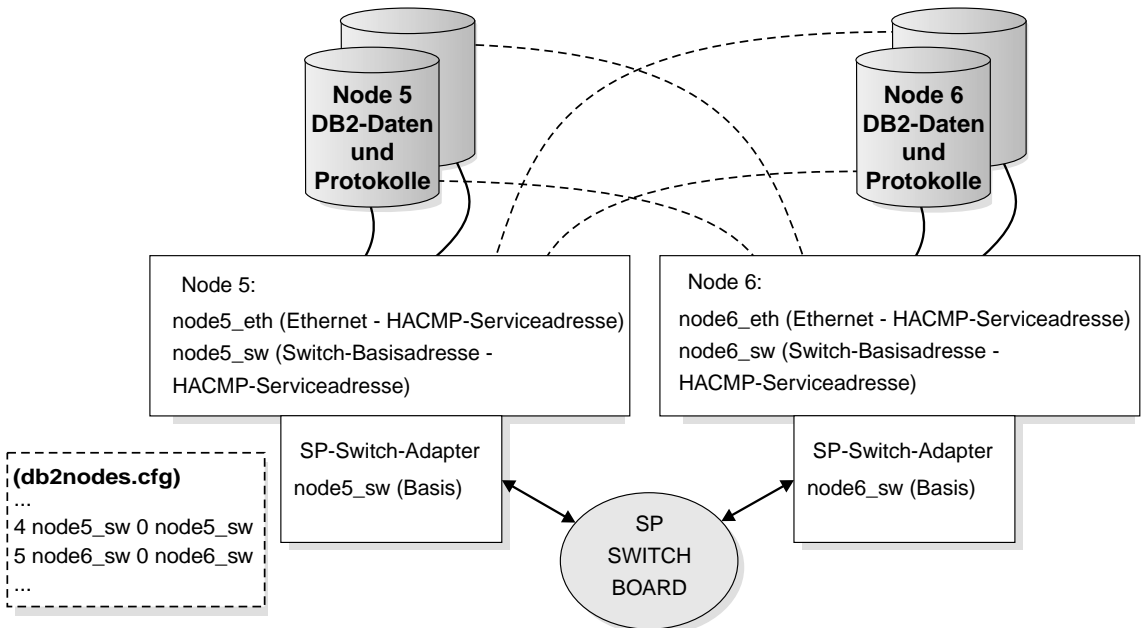 Node 5
DB2-Daten
und
Protokolle
Node 6
DB2-Daten
und
Protokolle
Node 5:
node5_eth (Ethernet - HACMP-Serviceadresse)
node5_sw (Switch-Basisadresse -
HACMP-Serviceadresse)
Node 6:
node6_eth (Ethernet - HACMP-Serviceadresse)
node6_sw (Switch-Basisadresse -
HACMP-Serviceadresse)
(db2nodes.cfg)
...
4 node5_sw 0 node5_sw
5 node6_sw 0 node6_sw
...
SP-Switch-Adapter
node5_sw (Basis)
SP
SWITCH
BOARD
SP-Switch-Adapter
node6_sw (Basis)